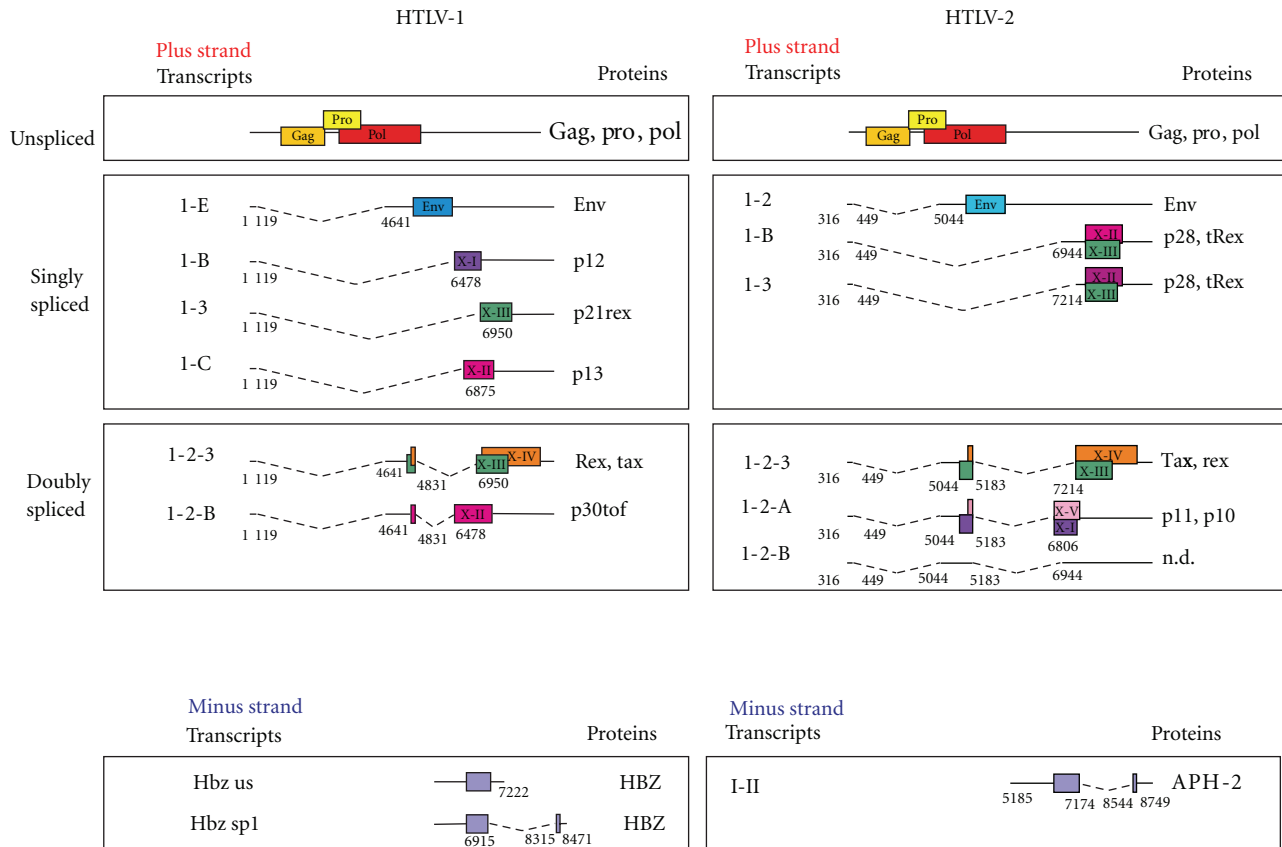 HTLV-1
Plus strand
Transcripts
Proteins
Unspliced
Gag
Pro
Pol
Gag, pro, pol
Singly spliced
1-E
1 119
4641
Env
Env
1-B
1 119
X-I
6478
p12
1-3
1 119
X-III
6950
p21rex
1-C
1 119
X-II
6875
p13
Doubly spliced
1-2-3
1 119
4641
4831
X-IV
X-III
6950
Rex, tax
1-2-B
1 119
4641
4831
X-II
6478
p30tof
HTLV-2
Plus strand
Transcripts
Proteins
Gag
Pro
Pol
Gag, pro, pol
1-2
316
449
5044
Env
Env
1-B
316
449
6944
X-II
X-III
p28, tRex
1-3
316
449
7214
X-II
X-III
p28, tRex
1-2-3
316
449
5044
5183
X-IV
X-III
7214
Tax, rex
1-2-A
316
449
5044
5183
X-V
X-I
6806
p11, p10
1-2-B
316
449
5044
5183
6944
n.d.
Minus strand
Transcripts
Proteins
Hbz us
7222
HBZ
Hbz sp1
6915
8315
8471
HBZ
Minus strand
Transcripts
Proteins
I-II
5185
7174
8544
8749
APH-2